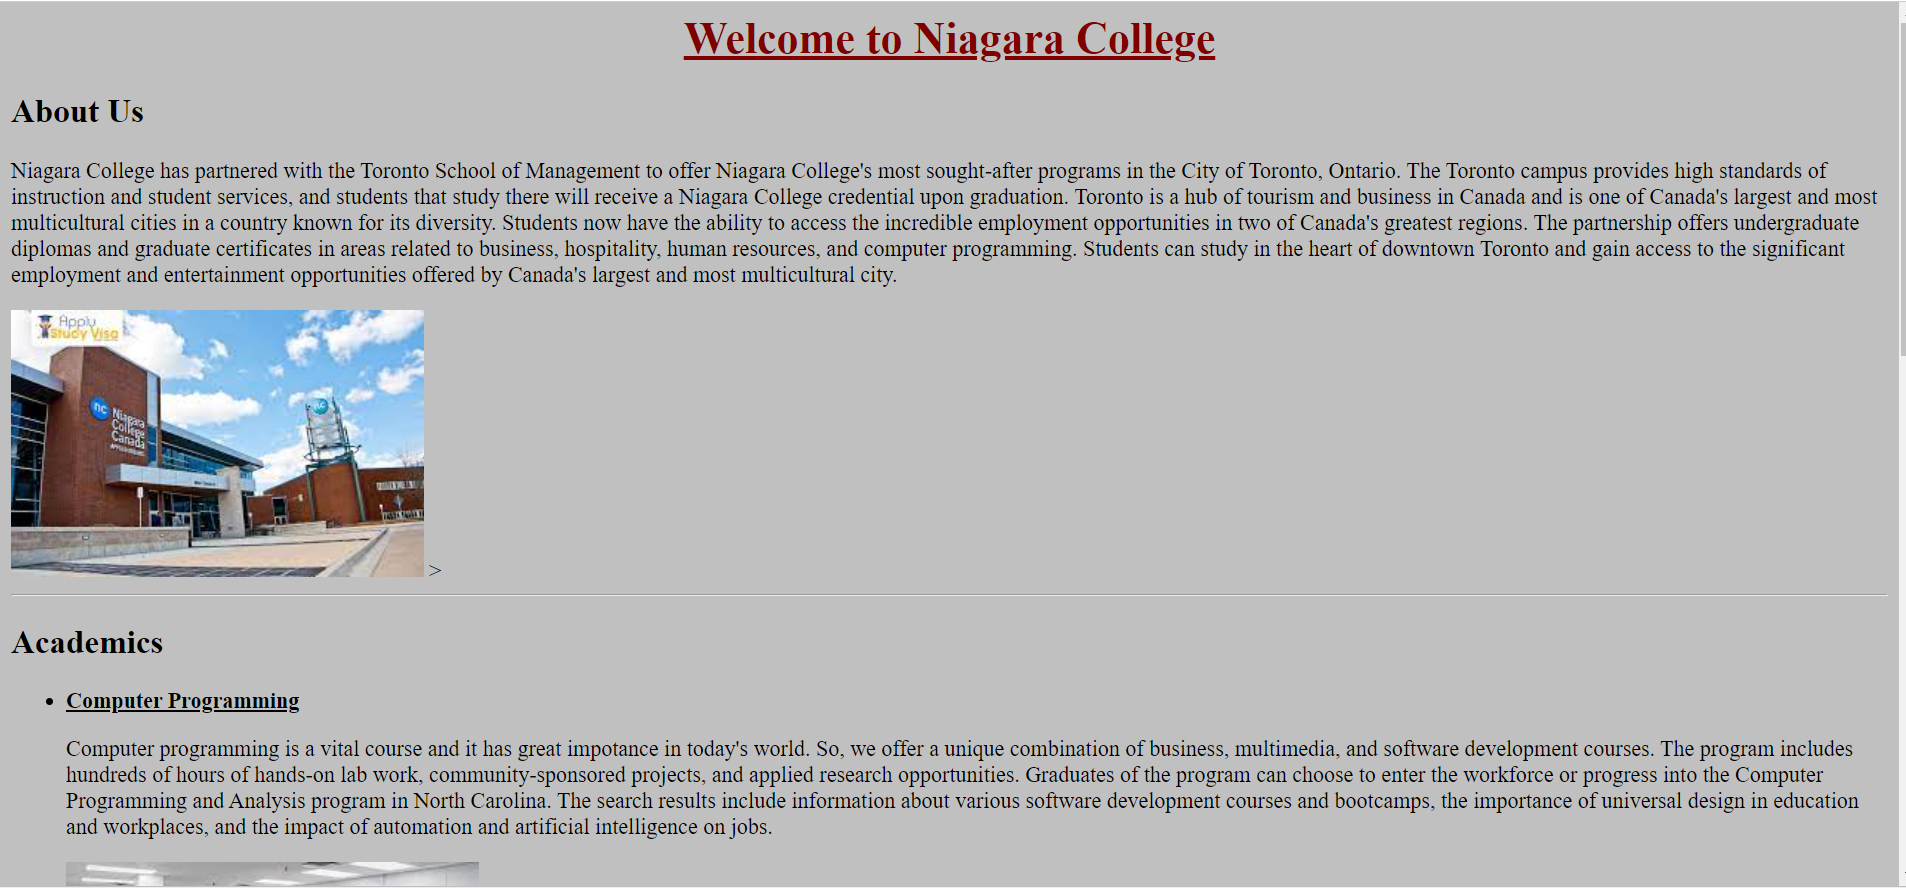 Welcome to Niagara College
About Us
Niagara College has partnered with the Toronto School of Management to offer Niagara College's most sought-after programs in the City of Toronto, Ontario. The Toronto campus provides high standards of
instruction and student services, and students that study there will receive a Niagara College credential upon graduation. Toronto is a hub of tourism and business in Canada and is one of Canada's largest and most
multicultural cities in a country known for its diversity. Students now have the ability to access the incredible employment opportunities in two of Canada's greatest regions. The partnership offers undergraduate
diplomas and graduate certificates in areas related to business, hospitality, human resources, and computer programming. Students can study in the heart of downtown Toronto and gain access to the significant
employment and entertainment opportunities offered by Canada's largest and most multicultural city.
Apply
Study Visa
nc
Niagara
College
Canada
nc
>
Academics
• Computer Programming
Computer programming is a vital course and it has great impotance in today's world. So, we offer a unique combination of business, multimedia, and software development courses. The program includes
hundreds of hours of hands-on lab work, community-sponsored projects, and applied research opportunities. Graduates of the program can choose to enter the workforce or progress into the Computer
Programming and Analysis program in North Carolina. The search results include information about various software development courses and bootcamps, the importance of universal design in education
and workplaces, and the impact of automation and artificial intelligence on jobs.